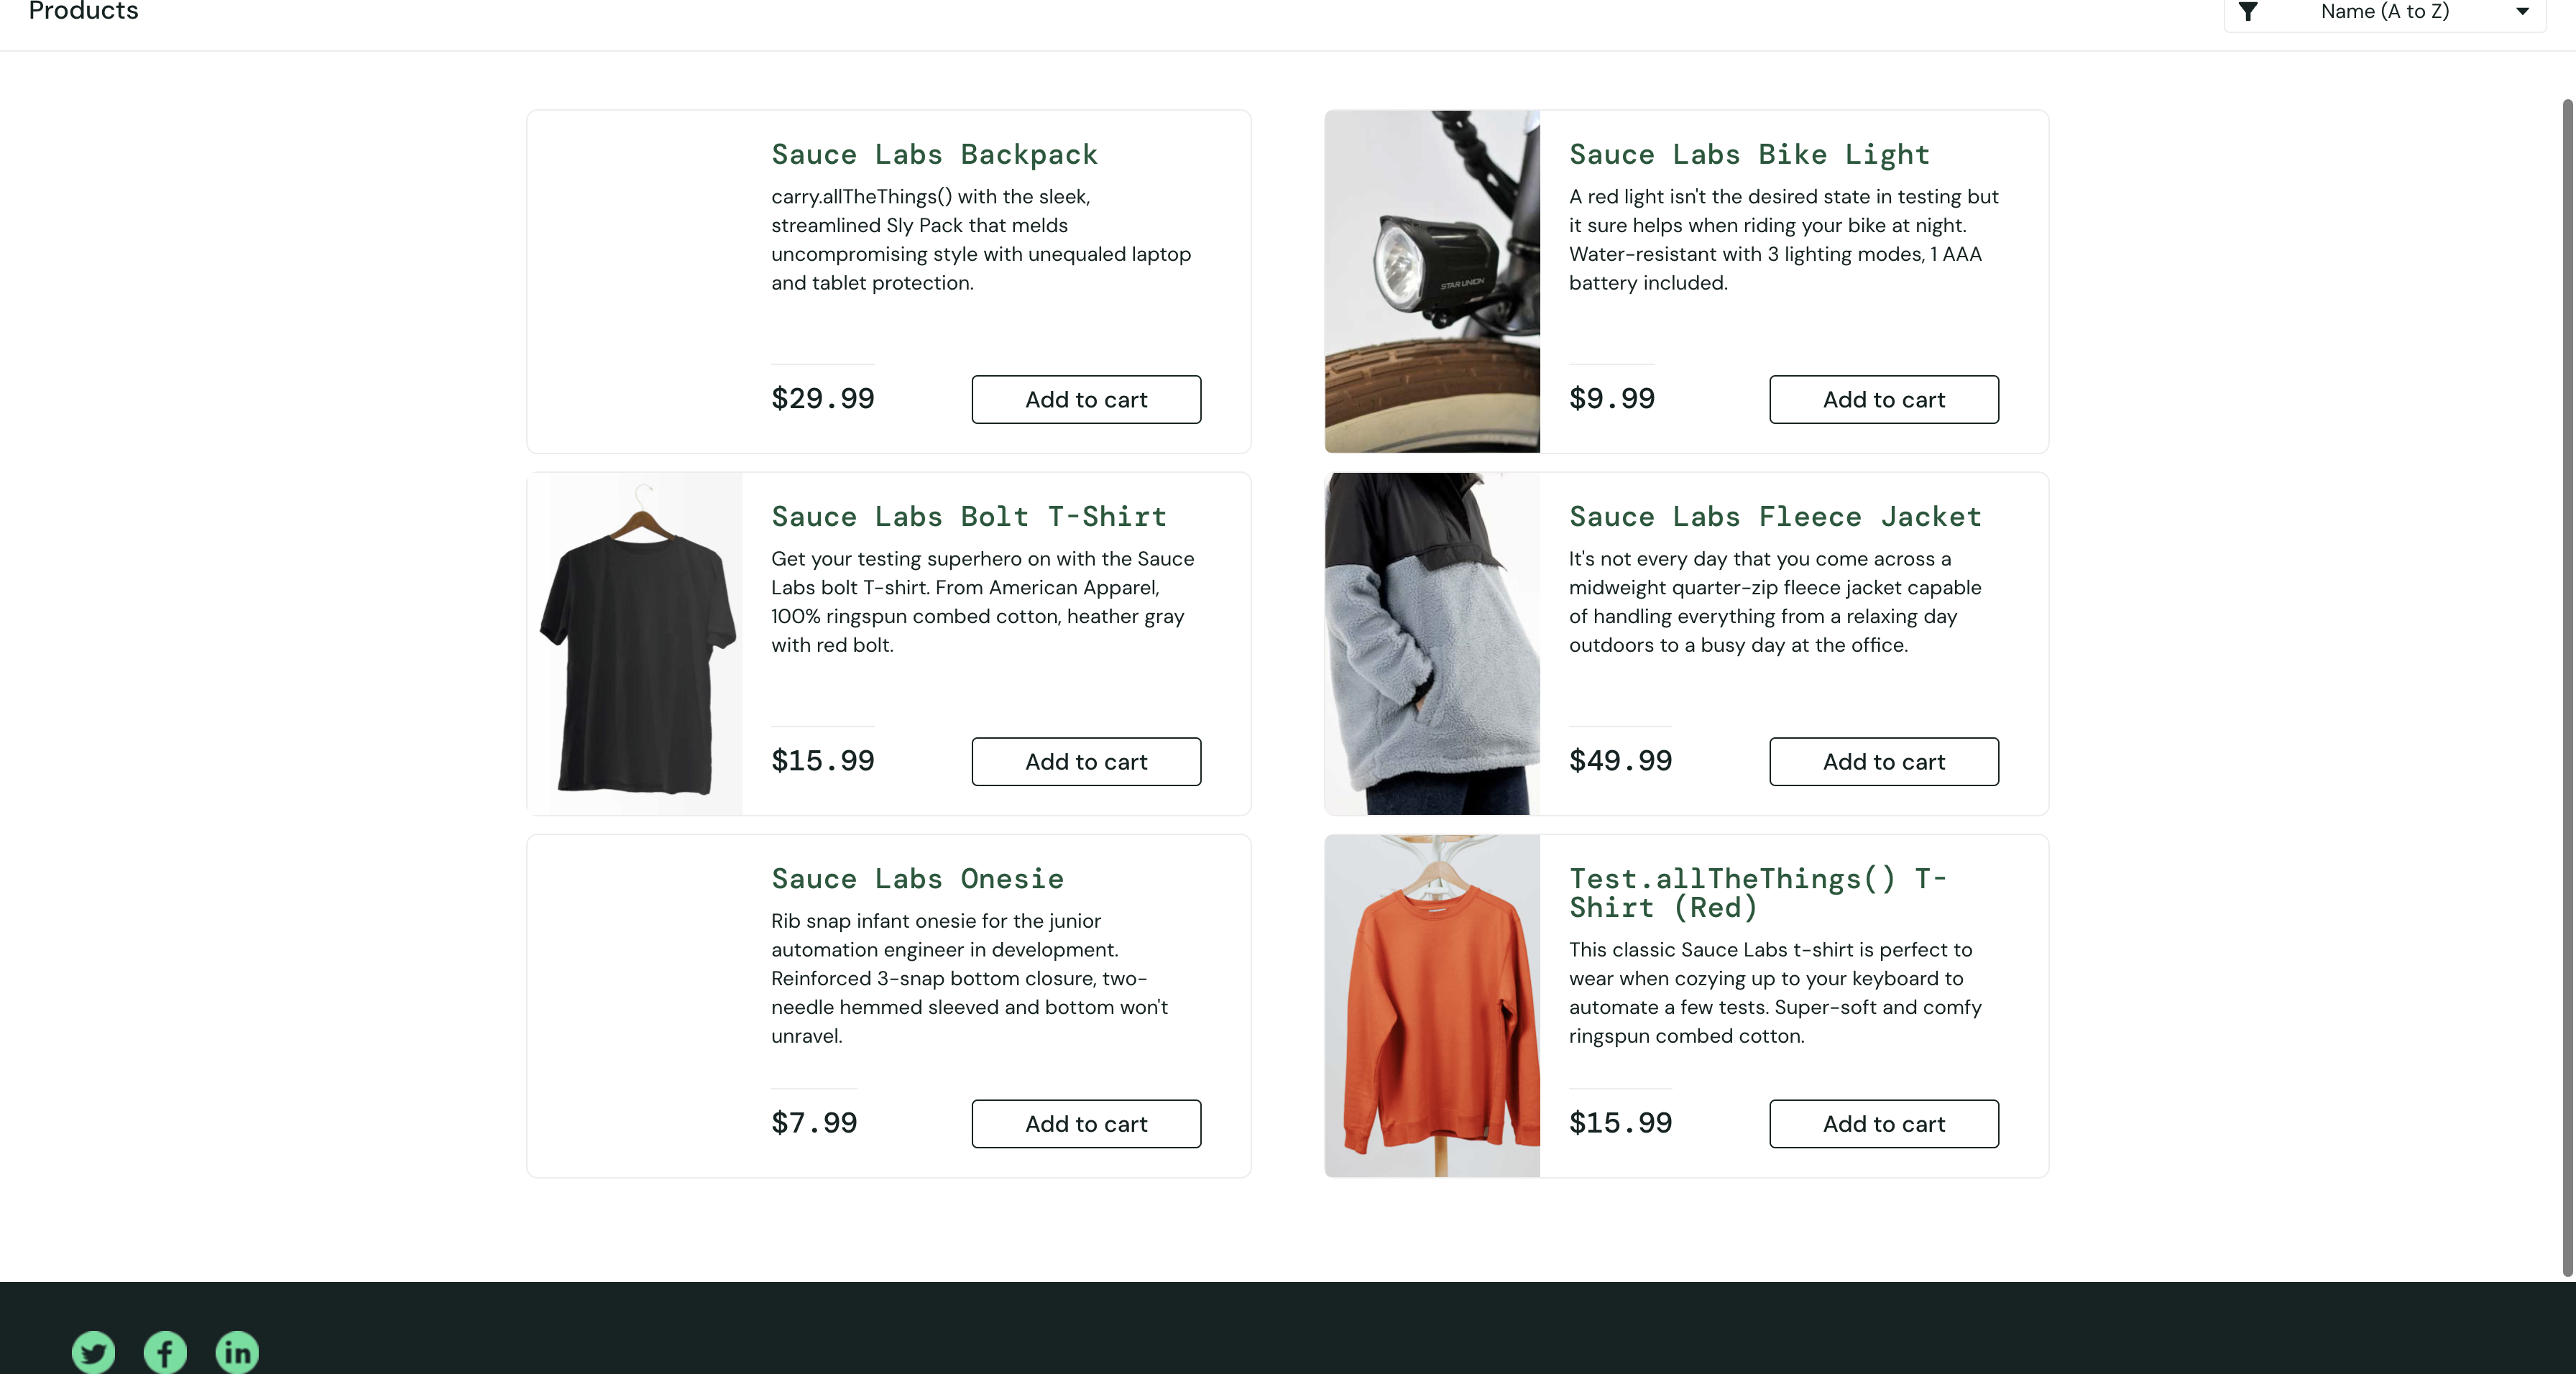 Products
Name (A to Z)
Sauce Labs Backpack
carry.allTheThings() with the sleek,
streamlined Sly Pack that melds
uncompromising style with unequaled laptop
and tablet protection.
$29.99
Add to cart
Sauce Labs Bike Light
A red light isn't the desired state in testing but
it sure helps when riding your bike at night.
Water-resistant with 3 lighting modes, 1 AAA
battery included.
$9.99
Add to cart
STAR UNION
Sauce Labs Bolt T-Shirt
Get your testing superhero on with the Sauce
Labs bolt T-shirt. From American Apparel,
100% ringspun combed cotton, heather gray
with red bolt.
$15.99
Add to cart
Sauce Labs Fleece Jacket
It's not every day that you come across a
midweight quarter-zip fleece jacket capable
of handling everything from a relaxing day
outdoors to a busy day at the office.
$49.99
Add to cart
Sauce Labs Onesie
Rib snap infant onesie for the junior
automation engineer in development.
Reinforced 3-snap bottom closure, two-
needle hemmed sleeved and bottom won't
unravel.
$7.99
Add to cart
Test.allTheThings() T-
Shirt (Red)
This classic Sauce Labs t-shirt is perfect to
wear when cozying up to your keyboard to
automate a few tests. Super-soft and comfy
ringspun combed cotton.
$15.99
Add to cart